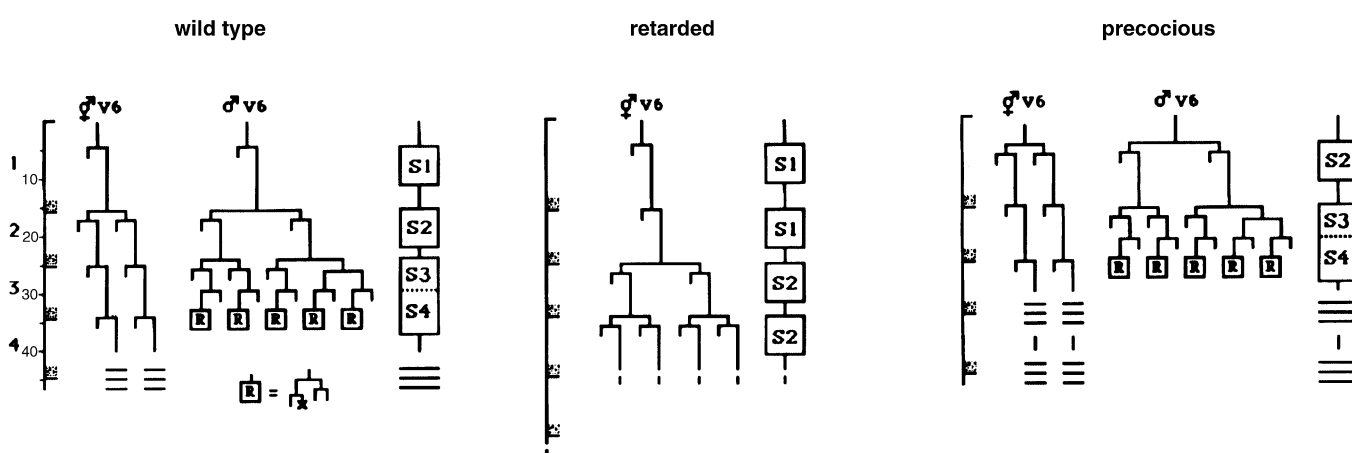 wild type
retarded
precocious
⚥ V6
♂ V6
⚥ V6
⚥ V6
♂ V6
1
10
2
20
3
30
4
40
S1
S2
S3
S4
R R R R R
R = x
S1
S1
S2
S2
R R R R R
S2
S3
S4